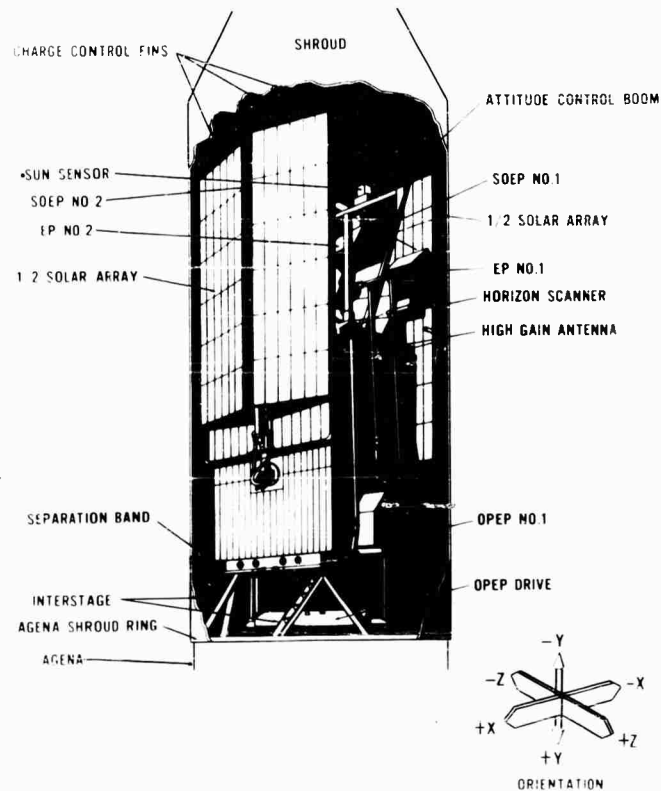 SHROUD
CHARGE CONTROL FINS
ATTITUDE CONTROL BOOM
SUN SENSOR
SOEP NO. 2
EP NO. 2
1 2 SOLAR ARRAY
SOEP NO. 1
1/2 SOLAR ARRAY
EP NO. 1
HORIZON SCANNER
HIGH GAIN ANTENNA
SEPARATION BAND
OPEP NO. 1
OPEP DRIVE
INTERSTAGE
AGENA SHROUD RING
AGENA
-Y
-Z
-X
+X
+Z
+Y
ORIENTATION